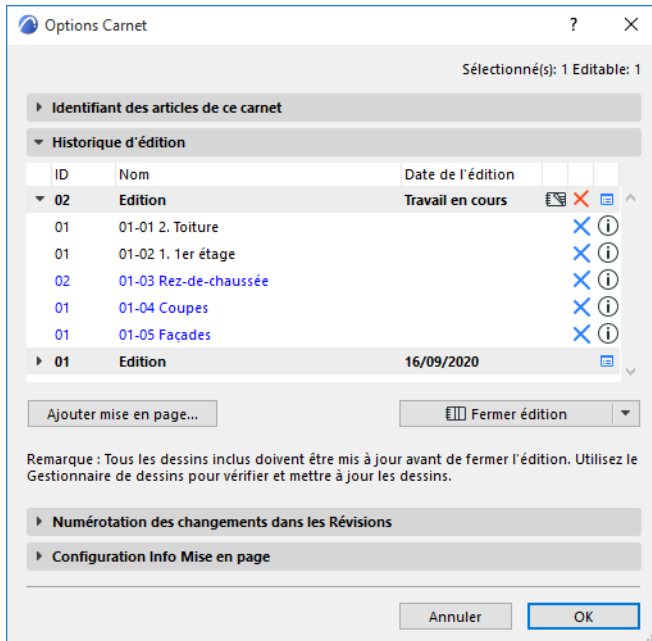 Options Carnet
Sélectionné(s): 1 Editable: 1
Identifiant des articles de ce carnet
Historique d'édition
ID Nom Date de l'édition
02 Edition Travail en cours
01 01-01 2. Toiture
01 01-02 1. 1er étage
02 01-03 Rez-de-chaussée
01 01-04 Coupes
01 01-05 Façades
01 Edition 16/09/2020
Ajouter mise en page... Fermer édition
Remarque : Tous les dessins inclus doivent être mis à jour avant de fermer l'édition. Utilisez le
Gestionnaire de dessins pour vérifier et mettre à jour les dessins.
Numérotation des changements dans les Révisions
Configuration Info Mise en page
Annuler OK